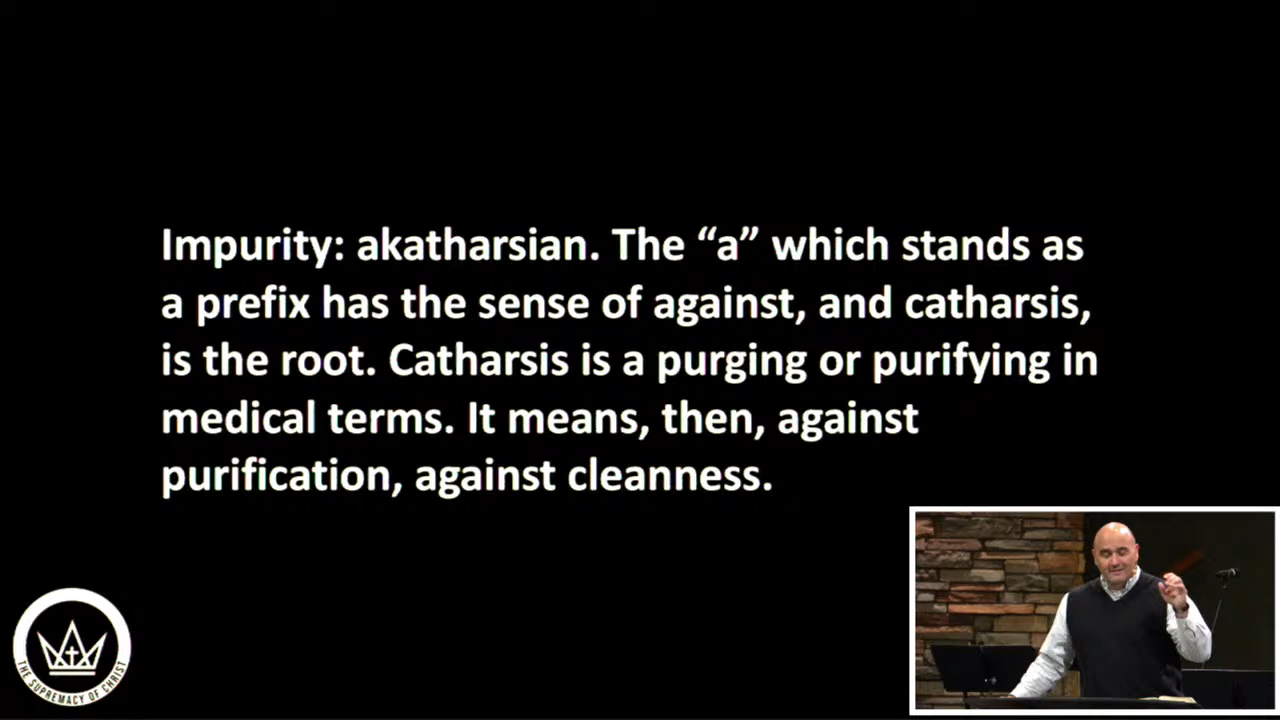 Impurity: akatharsian. The “a” which stands as
a prefix has the sense of against, and catharsis,
is the root. Catharsis is a purging or purifying in
medical terms. It means, then, against
purification, against cleanness.
THE SUPREMACY OF CHRIST